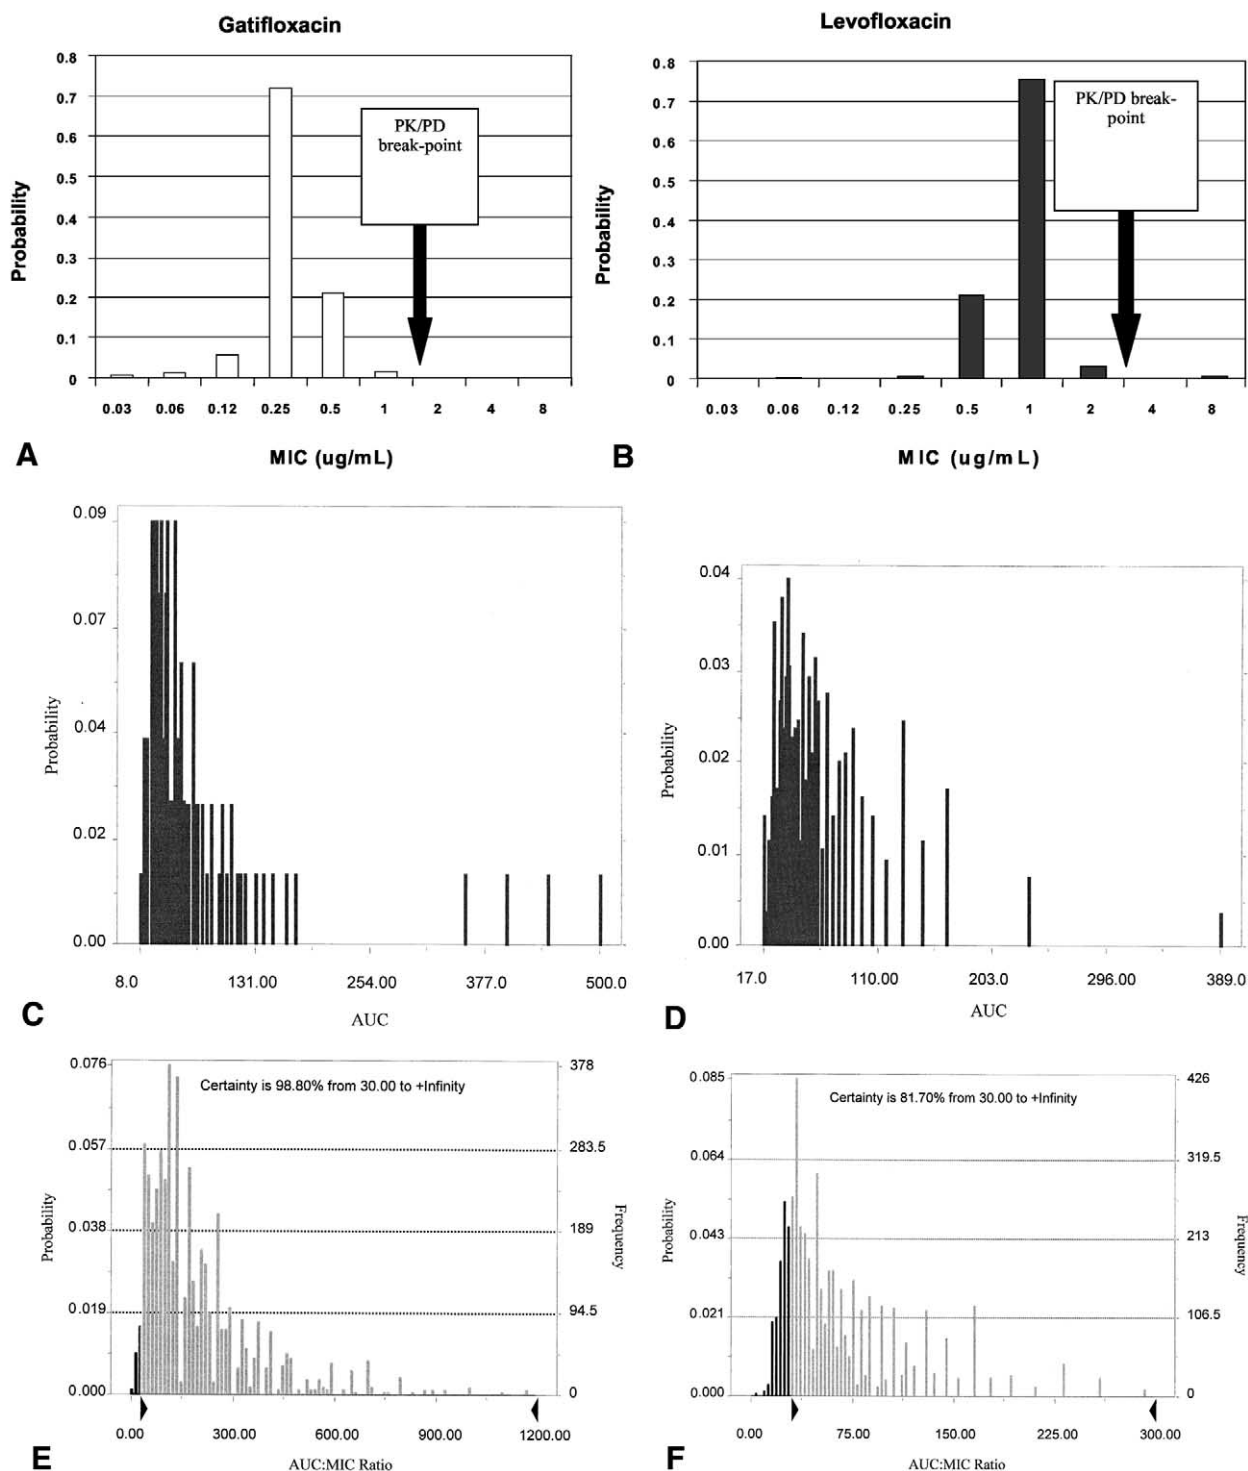 Gatifloxacin
0.8
0.7
0.6
0.5
0.4
0.3
0.2
0.1
0
Probability
PK/PD
break-point
0.03 0.06 0.12 0.25 0.5 1 2 4 8
MIC (ug/mL)
A
Levofloxacin
0.8
0.7
0.6
0.5
0.4
0.3
0.2
0.1
0
Probability
PK/PD break-
point
0.03 0.06 0.12 0.25 0.5 1 2 4 8
MIC (ug/mL)
B
0.09
0.07
0.04
0.02
0.00
Probability
8.0 131.00 254.00 377.0 500.0
AUC
C
0.04
0.03
0.02
0.01
0.00
Probability
17.0 110.00 203.0 296.00 389.0
AUC
D
0.076
0.057
0.038
0.019
0.000
Probability
Certainty is 98.80% from 30.00 to +Infinity
378
283.5
189
94.5
0
Frequency
0.00 300.00 600.00 900.00 1200.00
AUC:MIC Ratio
E
0.085
0.064
0.043
0.021
0.000
Probability
Certainty is 81.70% from 30.00 to +Infinity
426
319.5
213
106.5
0
Frequency
0.00 75.00 150.00 225.00 300.00
AUC:MIC Ratio
F